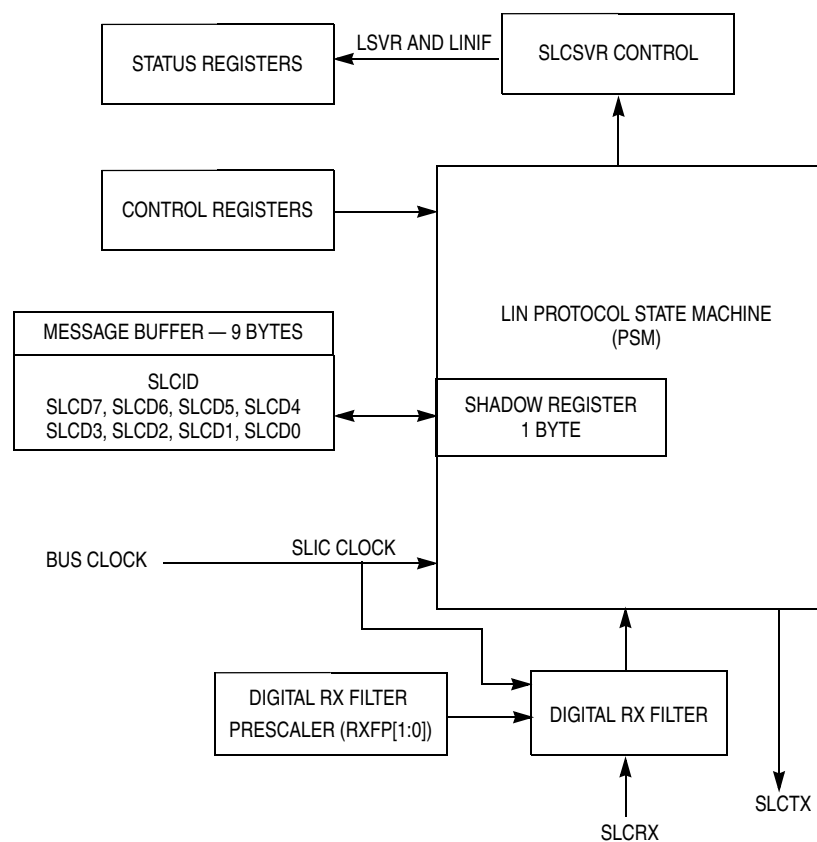 LSVR AND LINIF
STATUS REGISTERS
SLCSVR CONTROL
CONTROL REGISTERS
LIN PROTOCOL STATE MACHINE
(PSM)
MESSAGE BUFFER — 9 BYTES
SLCID
SLCD7, SLCD6, SLCD5, SLCD4
SLCD3, SLCD2, SLCD1, SLCD0
SHADOW REGISTER
1 BYTE
BUS CLOCK
SLIC CLOCK
DIGITAL RX FILTER
PRESCALER (RXFP[1:0])
DIGITAL RX FILTER
SLCTX
SLCRX